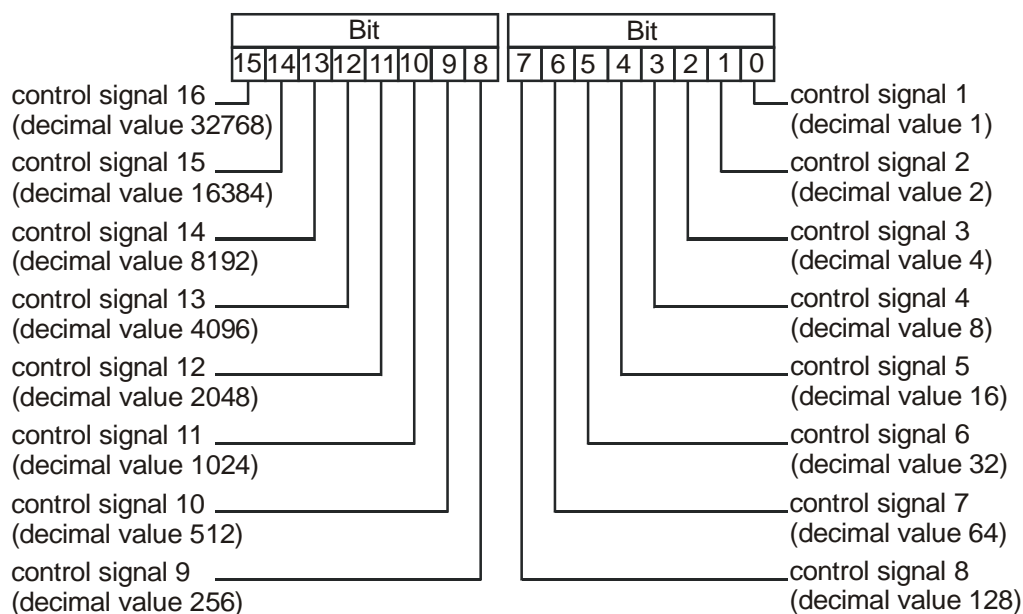 Bit
15 14 13 12 11 10 9 8
Bit
7 6 5 4 3 2 1 0
control signal 16
(decimal value 32768)
control signal 15
(decimal value 16384)
control signal 14
(decimal value 8192)
control signal 13
(decimal value 4096)
control signal 12
(decimal value 2048)
control signal 11
(decimal value 1024)
control signal 10
(decimal value 512)
control signal 9
(decimal value 256)
control signal 1
(decimal value 1)
control signal 2
(decimal value 2)
control signal 3
(decimal value 4)
control signal 4
(decimal value 8)
control signal 5
(decimal value 16)
control signal 6
(decimal value 32)
control signal 7
(decimal value 64)
control signal 8
(decimal value 128)